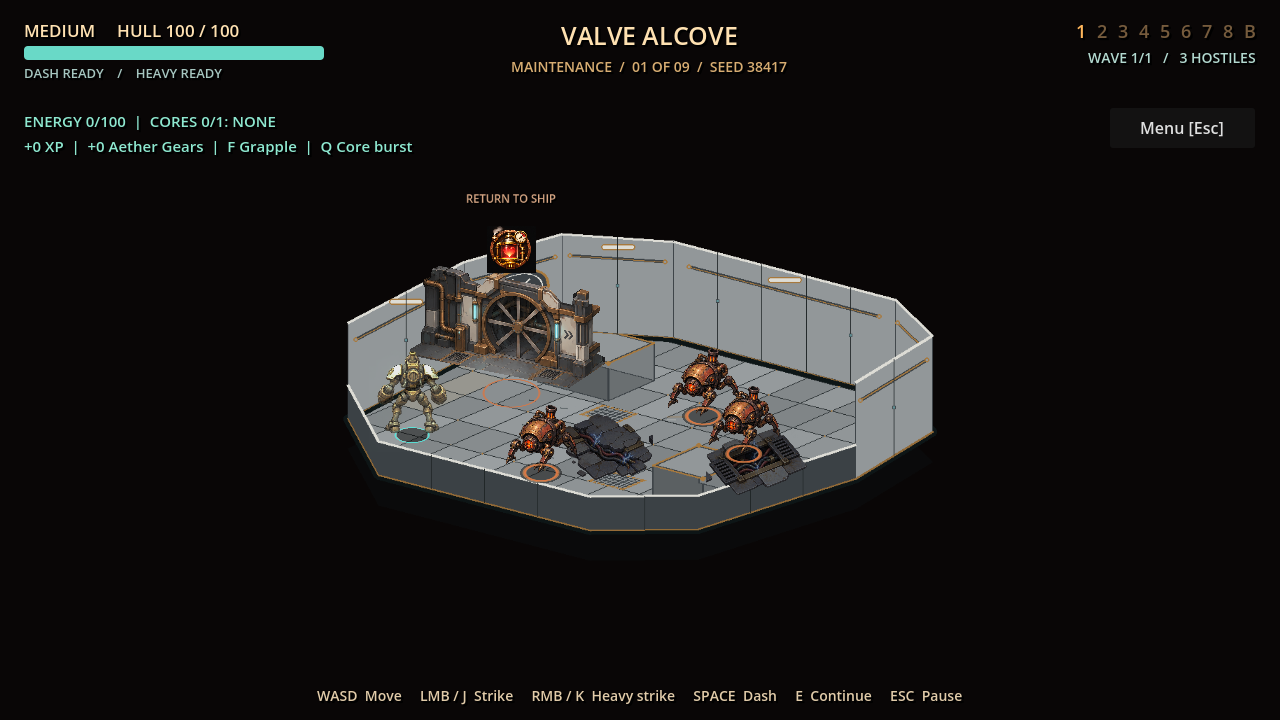 MEDIUM HULL 100 / 100
DASH READY / HEAVY READY
VALVE ALCOVE
MAINTENANCE / 01 OF 09 / SEED 38417
1 2 3 4 5 6 7 8 B
WAVE 1/1 / 3 HOSTILES
ENERGY 0/100 | CORES 0/1: NONE
+0 XP | +0 Aether Gears | F Grapple | Q Core burst
Menu [Esc]
RETURN TO SHIP
WASD Move LMB / J Strike RMB / K Heavy strike SPACE Dash E Continue ESC Pause